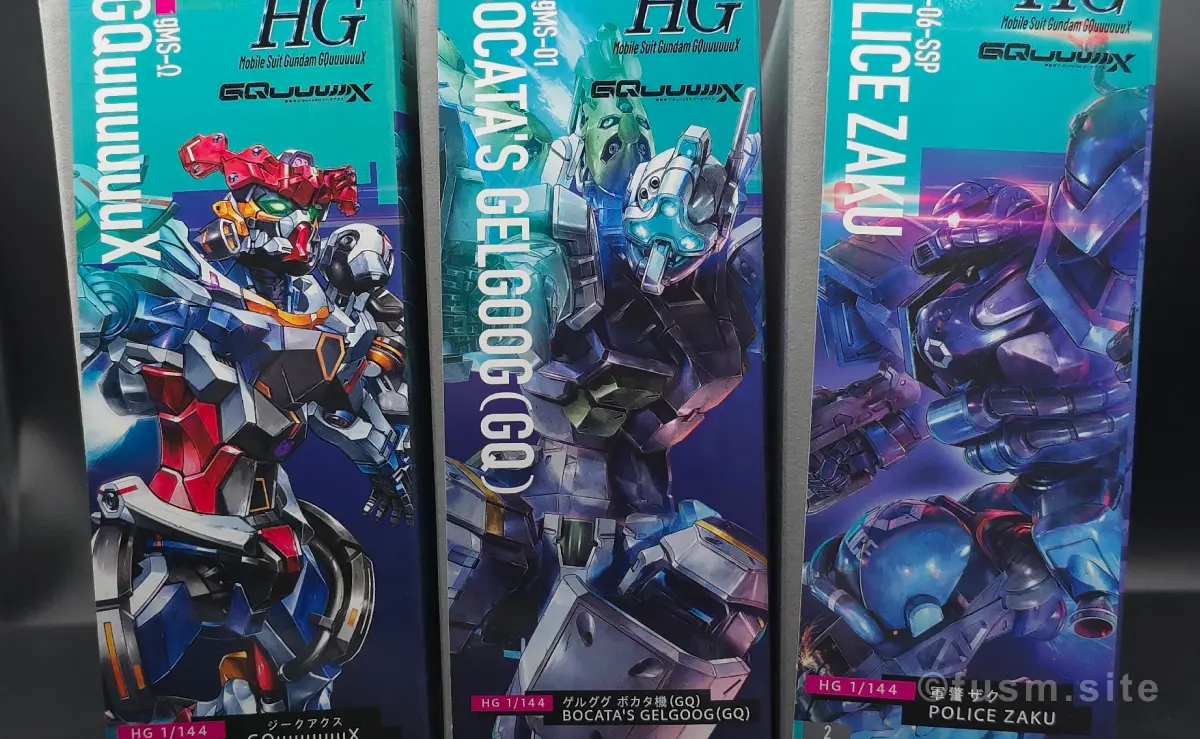 GQuuuuuuX
gMS-Ω
HG
Mobile Suit Gundam GQuuuuuuX
GQuuuuuuX
HG 1/144
ジークアクス
GQuuuuuuX
BOCATA'S GELGOOG(GQ)
gMS-01
HG
Mobile Suit Gundam GQuuuuuuX
GQuuuuuuX
HG 1/144
ゲルググ ボカタ機(GQ)
BOCATA'S GELGOOG(GQ)
LICE ZAKU
-06-SSP
HG
Mobile Suit Gundam GQuuuuuuX
GQuuuuuuX
HG 1/144
軍警ザク
POLICE ZAKU
2
©fusm.site